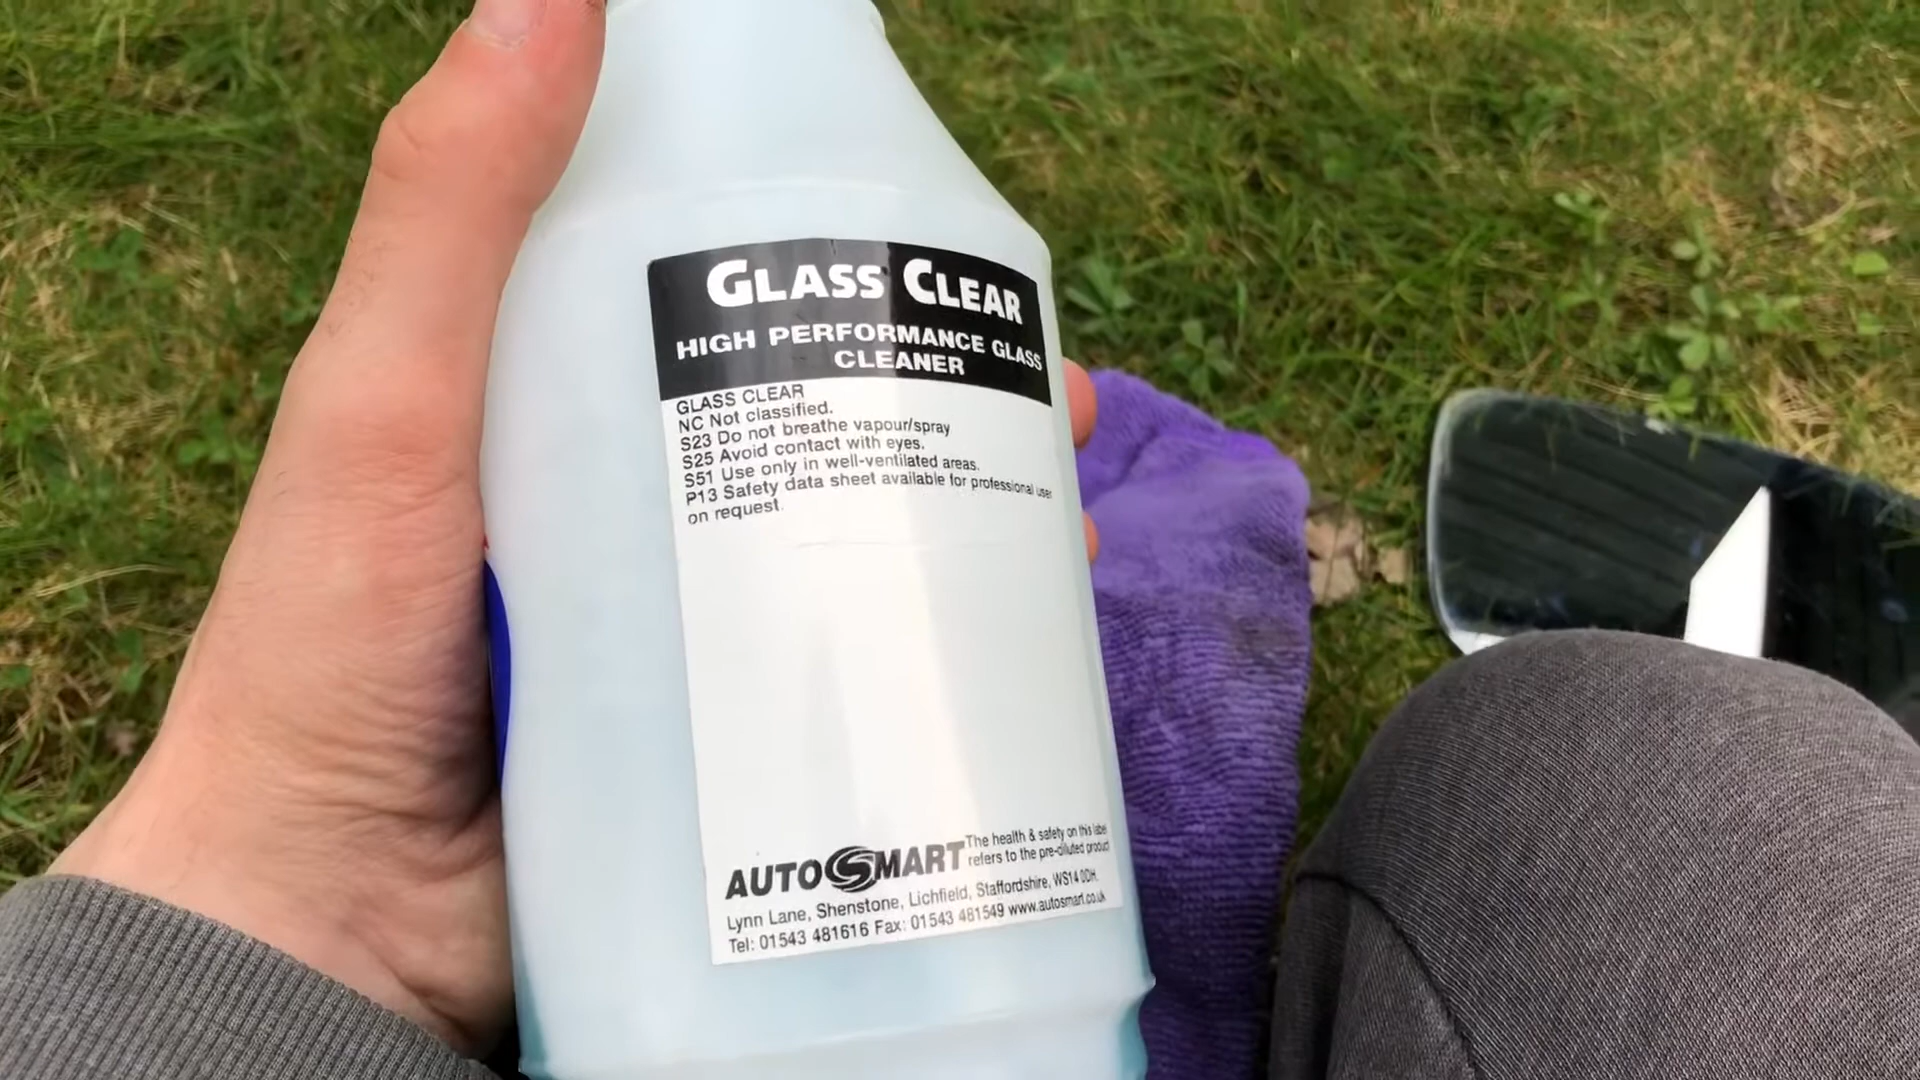 GLASS CLEAR
HIGH PERFORMANCE GLASS
CLEANER
GLASS CLEAR
NC Not classified.
S23 Do not breathe vapour/spray
S25 Avoid contact with eyes.
S51 Use only in well-ventilated areas.
P13 Safety data sheet available for professional user
on request.
AUTOSMART
The health & safety on this label
refers to the pre-diluted product
Lynn Lane, Shenstone, Lichfield, Staffordshire, WS14 0DH.
Tel: 01543 481616 Fax: 01543 481549 www.autosmart.co.uk